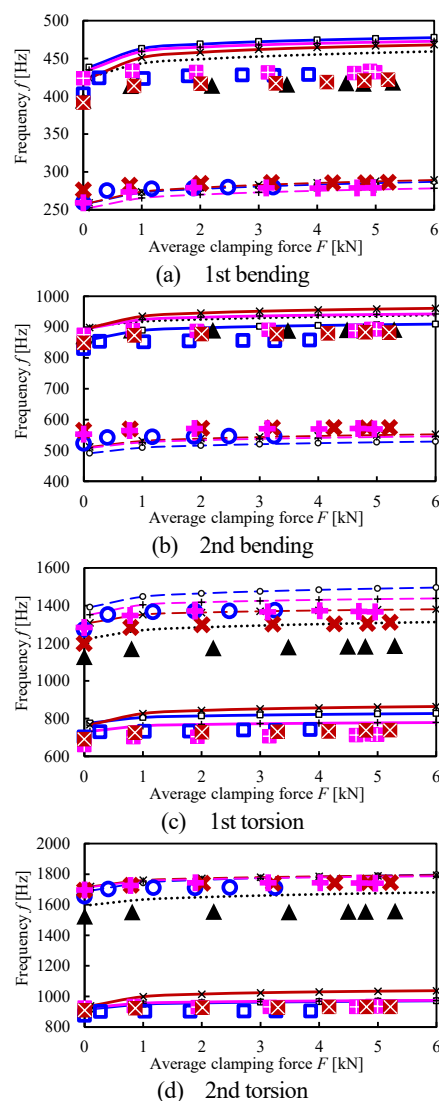 500
450
400
350
300
250
Frequency f [Hz]
0 1 2 3 4 5 6
Average clamping force F [kN]
(a) 1st bending
1000
900
800
700
600
500
400
Frequency f [Hz]
0 1 2 3 4 5 6
Average clamping force F [kN]
(b) 2nd bending
1600
1400
1200
1000
800
600
Frequency f [Hz]
0 1 2 3 4 5 6
Average clamping force F [kN]
(c) 1st torsion
2000
1800
1600
1400
1200
1000
800
Frequency f [Hz]
0 1 2 3 4 5 6
Average clamping force F [kN]
(d) 2nd torsion